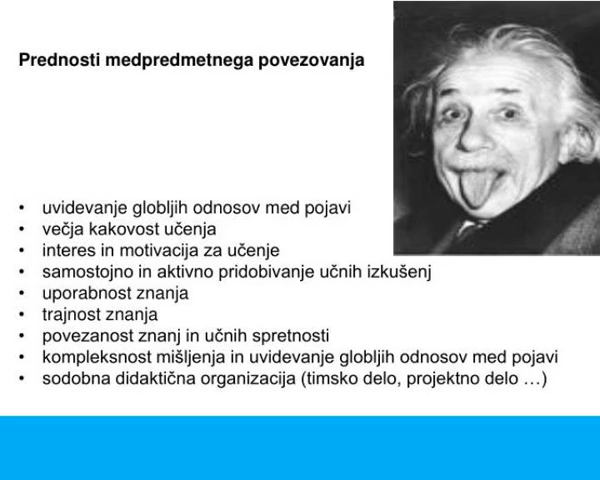 Prednosti medpredmetnega povezovanja
• uvidevanje globljih odnosov med pojavi
• večja kakovost učenja
• interes in motivacija za učenje
• samostojno in aktivno pridobivanje učnih izkušenj
• uporabnost znanja
• trajnost znanja
• povezanost znanj in učnih spretnosti
• kompleksnost mišljenja in uvidevanje globljih odnosov med pojavi
• sodobna didaktična organizacija (timsko delo, projektno delo …)